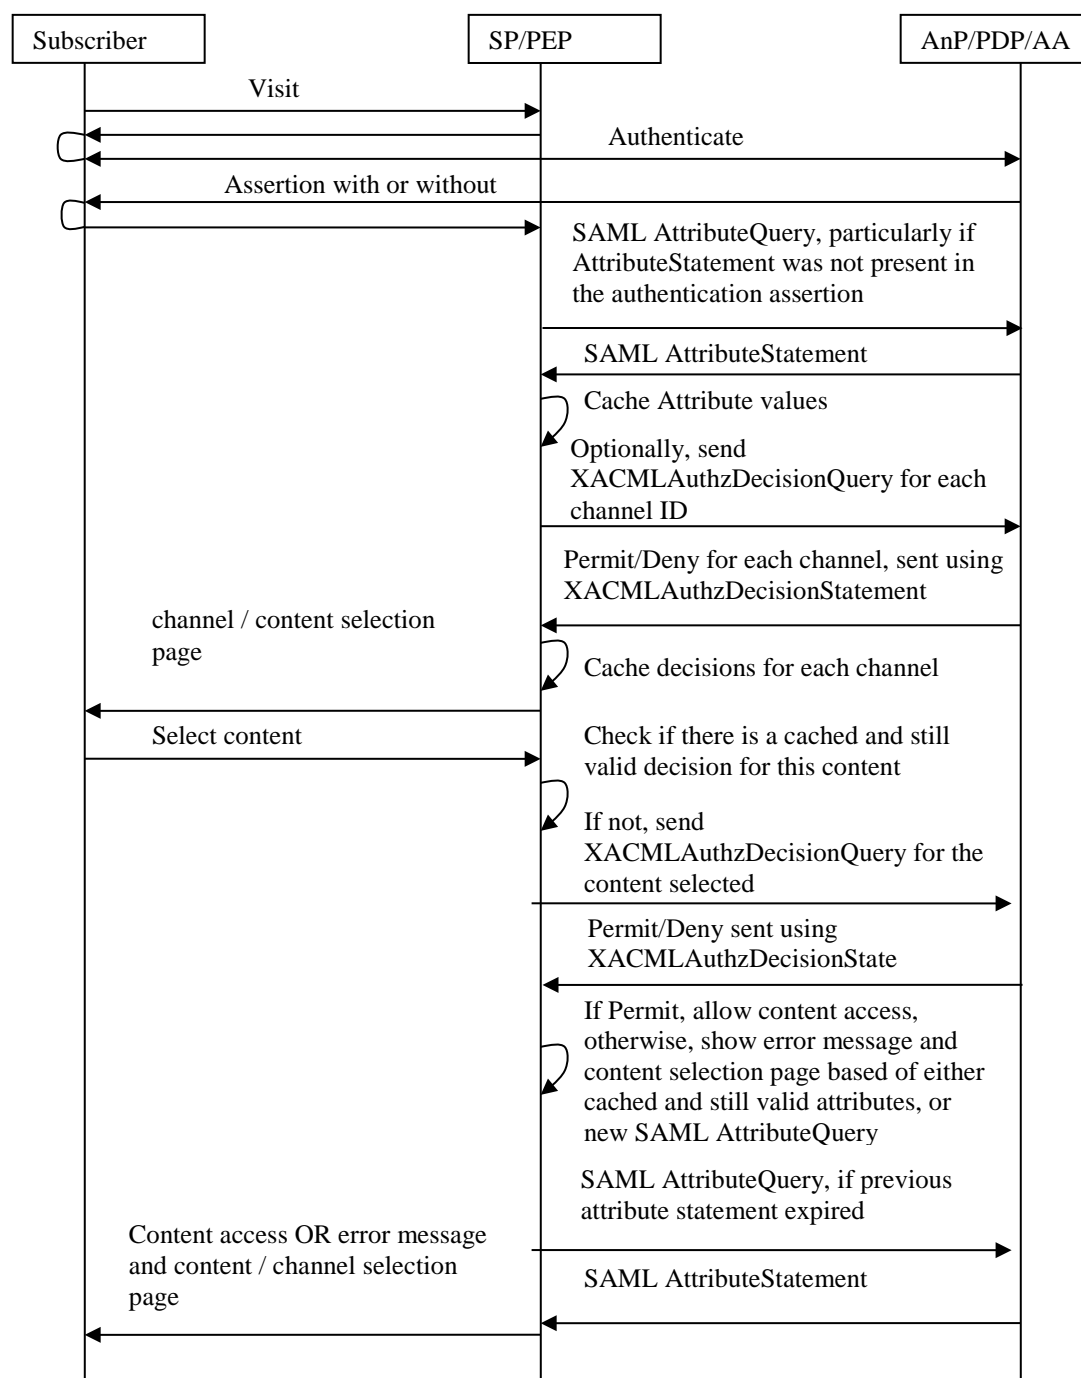 Subscriber
SP/PEP
AnP/PDP/AA
Visit
Authenticate
Assertion with or without
SAML AttributeQuery, particularly if
AttributeStatement was not present in
the authentication assertion
SAML AttributeStatement
Cache Attribute values
Optionally, send
XACMLAuthzDecisionQuery for each
channel ID
Permit/Deny for each channel, sent using
XACMLAuthzDecisionStatement
channel / content selection
page
Cache decisions for each channel
Select content
Check if there is a cached and still
valid decision for this content
If not, send
XACMLAuthzDecisionQuery for the
content selected
Permit/Deny sent using
XACMLAuthzDecisionState
If Permit, allow content access,
otherwise, show error message and
content selection page based of either
cached and still valid attributes, or
new SAML AttributeQuery
SAML AttributeQuery, if previous
attribute statement expired
Content access OR error message
and content / channel selection
page
SAML AttributeStatement